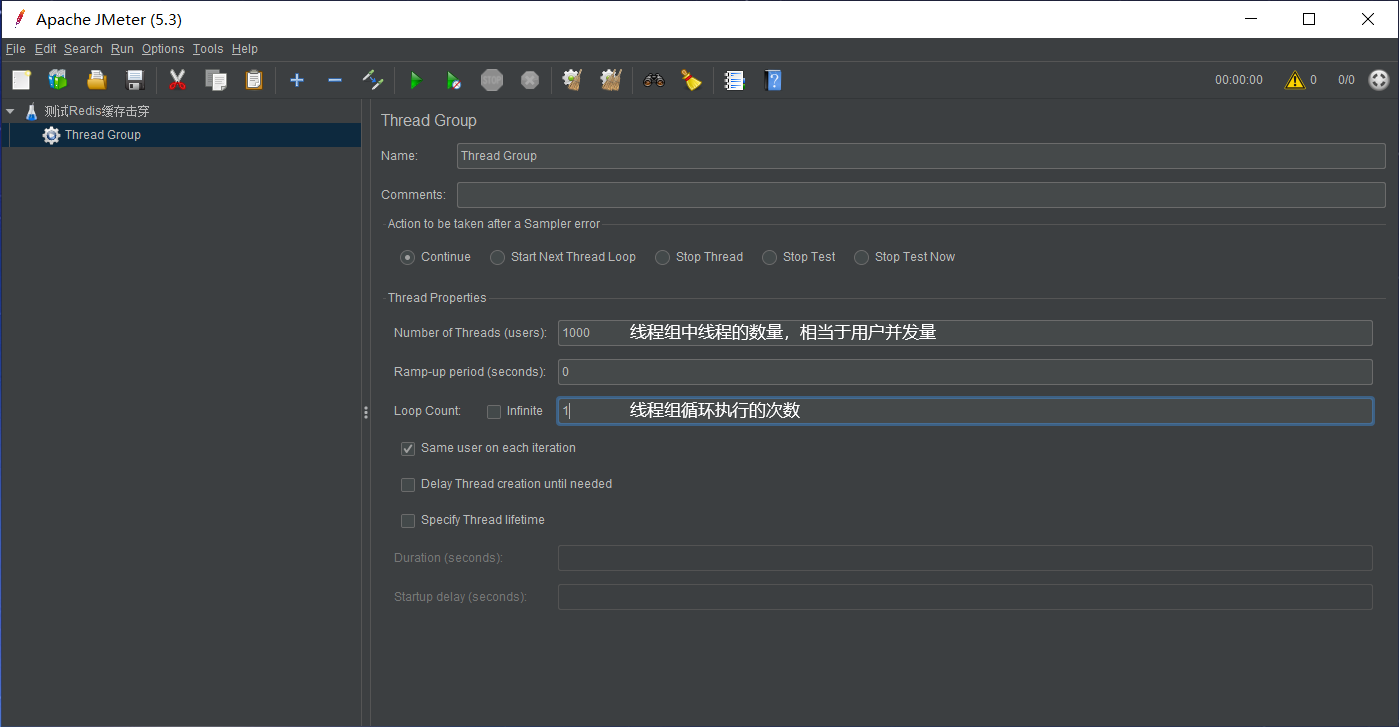 Apache JMeter (5.3)
File Edit Search Run Options Tools Help
STOP 00:00:00 0 0/0
测试Redis缓存击穿
Thread Group
Thread Group
Name: Thread Group
Comments:
Action to be taken after a Sampler error
Continue Start Next Thread Loop Stop Thread Stop Test Stop Test Now
Thread Properties
Number of Threads (users): 1000 线程组中线程的数量，相当于用户并发量
Ramp-up period (seconds): 0
Loop Count: Infinite 1 线程组循环执行的次数
Same user on each iteration
Delay Thread creation until needed
Specify Thread lifetime
Duration (seconds):
Startup delay (seconds):